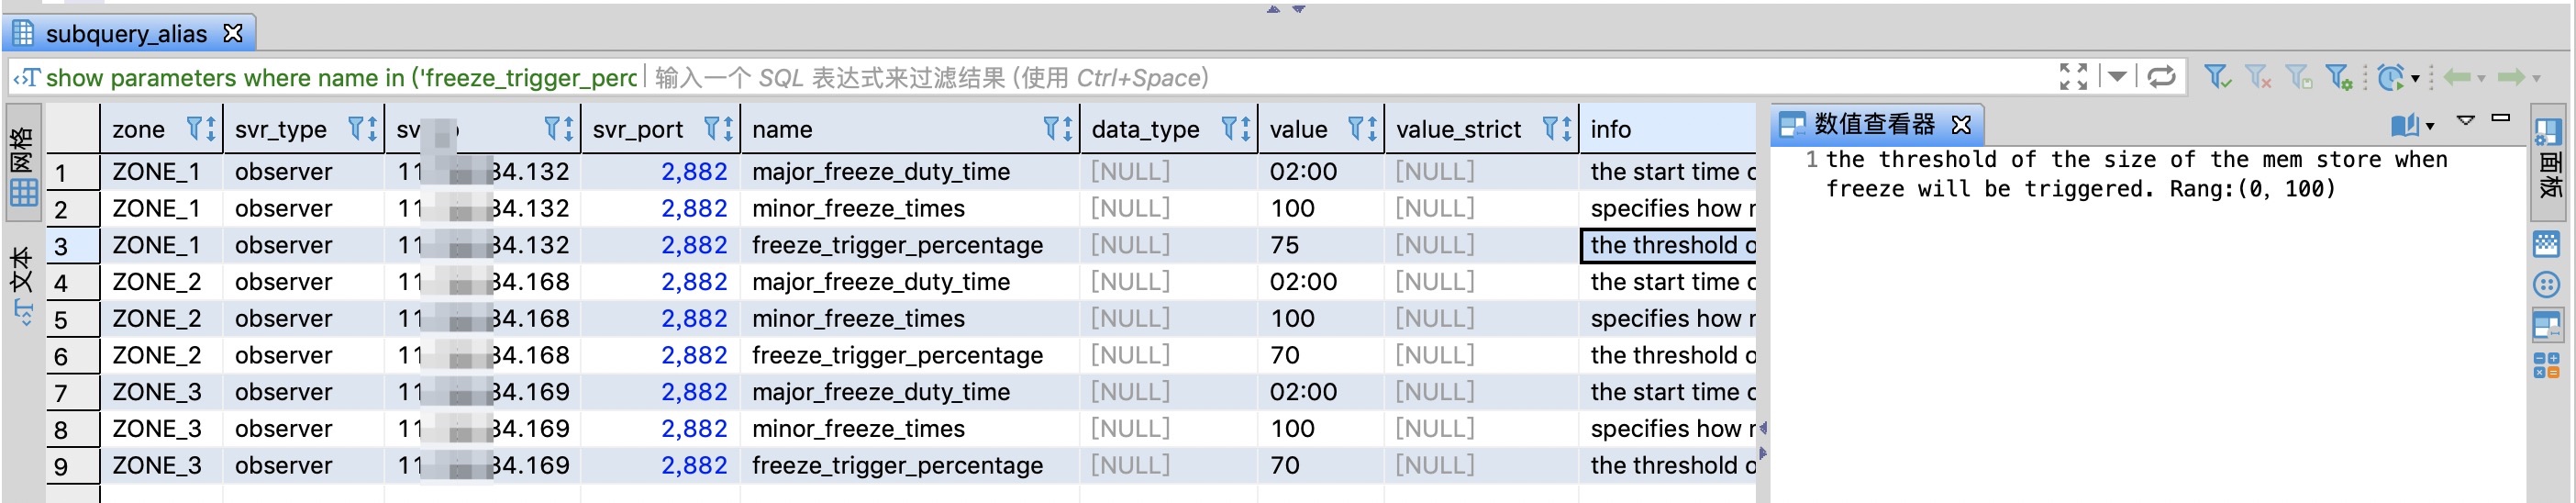 subquery_alias
show parameters where name in ('freeze_trigger_perc 输入一个 SQL 表达式来过滤结果 (使用 Ctrl+Space)
网格
文本
zone svr_type sv svr_port name data_type value value_strict info
1 ZONE_1 observer 11 34.132 2,882 major_freeze_duty_time [NULL] 02:00 [NULL] the start time o
2 ZONE_1 observer 11 34.132 2,882 minor_freeze_times [NULL] 100 [NULL] specifies how
3 ZONE_1 observer 11 34.132 2,882 freeze_trigger_percentage [NULL] 75 [NULL] the threshold o
4 ZONE_2 observer 11 34.168 2,882 major_freeze_duty_time [NULL] 02:00 [NULL] the start time o
5 ZONE_2 observer 11 34.168 2,882 minor_freeze_times [NULL] 100 [NULL] specifies how
6 ZONE_2 observer 11 34.168 2,882 freeze_trigger_percentage [NULL] 70 [NULL] the threshold o
7 ZONE_3 observer 11 34.169 2,882 major_freeze_duty_time [NULL] 02:00 [NULL] the start time o
8 ZONE_3 observer 11 34.169 2,882 minor_freeze_times [NULL] 100 [NULL] specifies how
9 ZONE_3 observer 11 34.169 2,882 freeze_trigger_percentage [NULL] 70 [NULL] the threshold o
数值查看器
1 the threshold of the size of the mem store when
freeze will be triggered. Rang:(0, 100)
面板